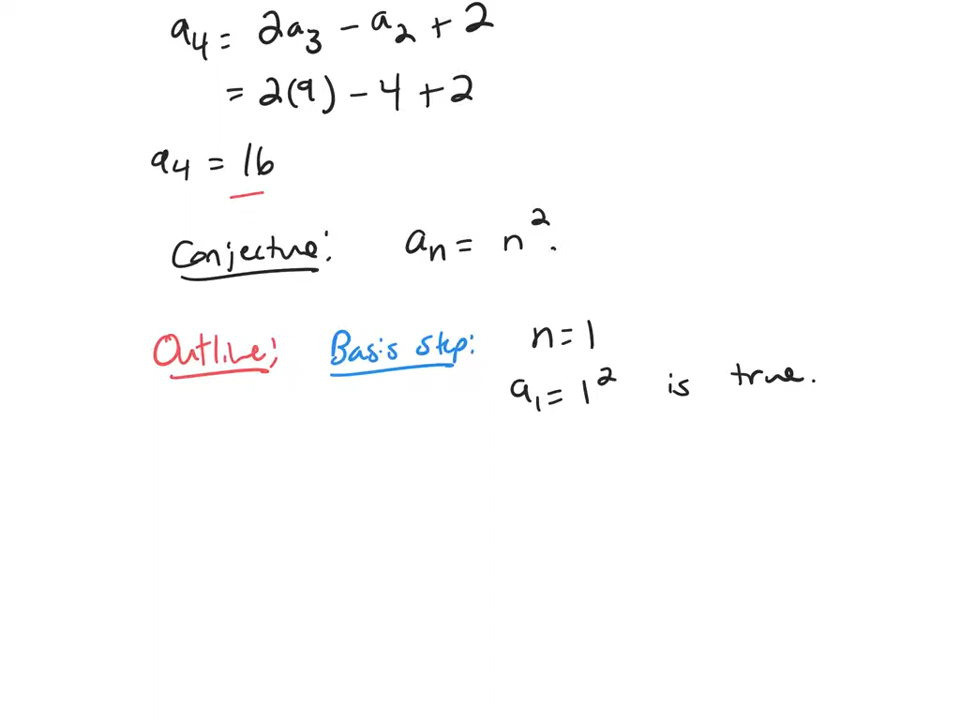 a₄ = 2a₃ - a₂ + 2
= 2(9) - 4 + 2
a₄ = 16
Conjecture: aₙ = n².
Outline; Basis step: n = 1
a₁ = 1² is true.